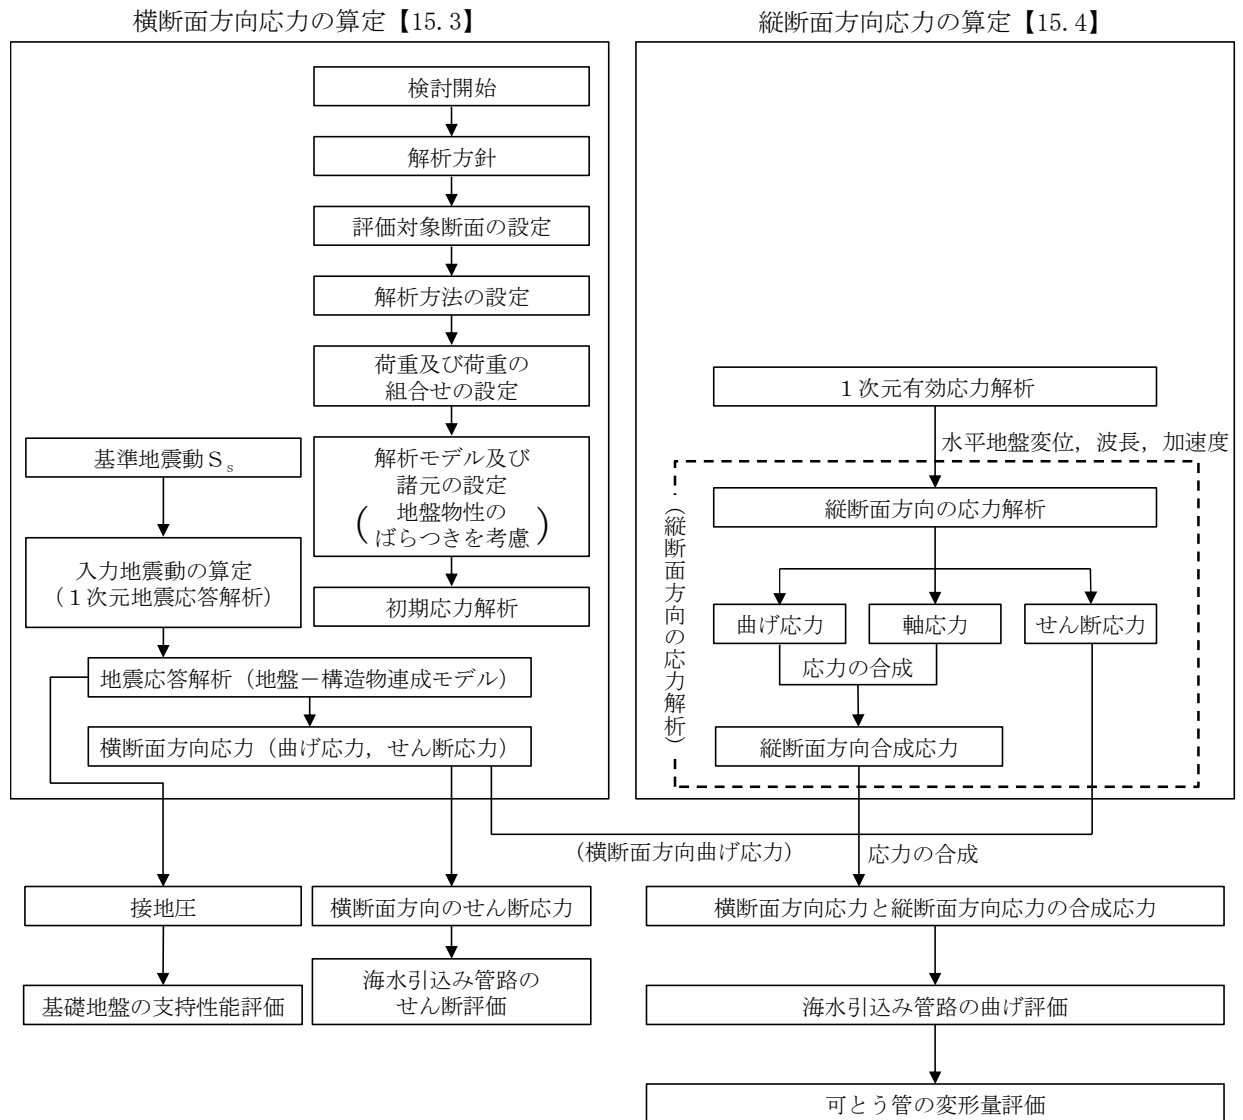 横断面方向応力の算定【15.3】
検討開始
解析方針
評価対象断面の設定
解析方法の設定
荷重及び荷重の
組合せの設定
基準地震動Ｓs
解析モデル及び
諸元の設定
(地盤物性の
ばらつきを考慮)
入力地震動の算定
(１次元地震応答解析)
初期応力解析
地震応答解析(地盤－構造物連成モデル)
横断面方向応力(曲げ応力，せん断応力)
縦断面方向応力の算定【15.4】
１次元有効応力解析
水平地盤変位，波長，加速度
(縦断面方向の応力解析)
縦断面方向の応力解析
曲げ応力
軸応力
せん断応力
応力の合成
縦断面方向合成応力
(横断面方向曲げ応力)
応力の合成
接地圧
横断面方向のせん断応力
横断面方向応力と縦断面方向応力の合成応力
基礎地盤の支持性能評価
海水引込み管路の
せん断評価
海水引込み管路の曲げ評価
可とう管の変形量評価